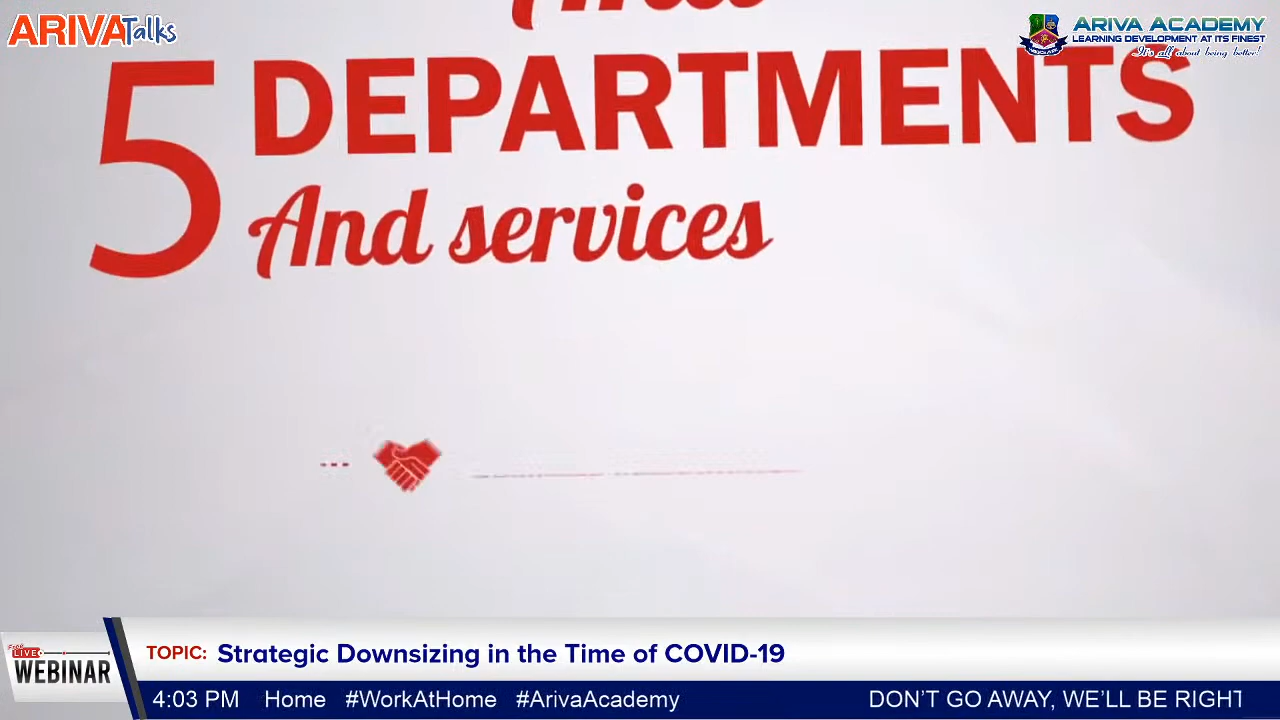 ARIVATalks
ARIVA ACADEMY
LEARNING DEVELOPMENT AT ITS FINEST
It's all about being better!
5 DEPARTMENTS
And services
Free
LIVE
WEBINAR
TOPIC: Strategic Downsizing in the Time of COVID-19
4:03 PM Home #WorkAtHome #ArivaAcademy DON'T GO AWAY, WE'LL BE RIGHT